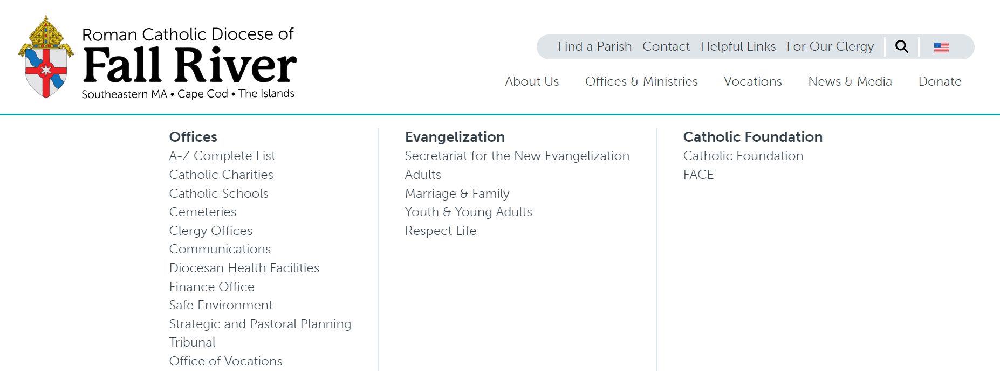 Roman Catholic Diocese of
Fall River
Southeastern MA • Cape Cod • The Islands
Find a Parish Contact Helpful Links For Our Clergy
About Us Offices & Ministries Vocations News & Media Donate
Offices
A-Z Complete List
Catholic Charities
Catholic Schools
Cemeteries
Clergy Offices
Communications
Diocesan Health Facilities
Finance Office
Safe Environment
Strategic and Pastoral Planning
Tribunal
Office of Vocations
Evangelization
Secretariat for the New Evangelization
Adults
Marriage & Family
Youth & Young Adults
Respect Life
Catholic Foundation
Catholic Foundation
FACE